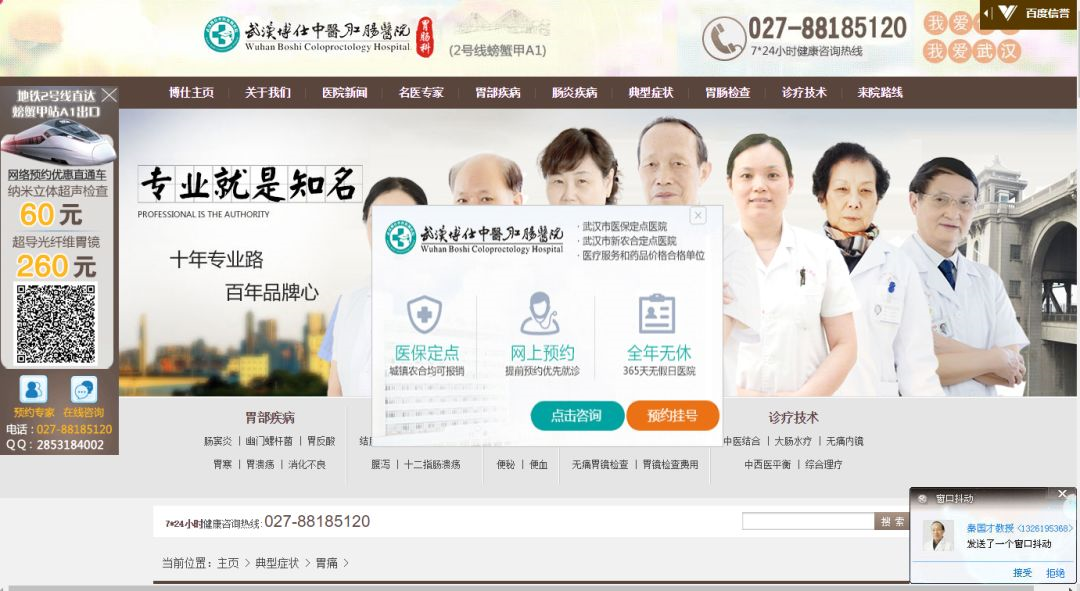 武漢博仕中醫肛腸醫院
Wuhan Boshi Coloproctology Hospital
胃肠科
(2号线螃蟹甲A1)
027-88185120
7*24小时健康咨询热线
我爱
我爱武汉
百度信誉
博仕主页
关于我们
医院新闻
名医专家
胃部疾病
肠炎疾病
典型症状
胃肠检查
诊疗技术
来院路线
地铁2号线直达
螃蟹甲站A1出口
网络预约优惠直通车
纳米立体超声检查
60元
超导光纤维胃镜
260元
预约专家 在线咨询
电话：027-88185120
QQ：2853184002
专业就是知名
PROFESSIONAL IS THE AUTHORITY
十年专业路
百年品牌心
武漢博仕中醫肛腸醫院
Wuhan Boshi Coloproctology Hospital
· 武汉市医保定点医院
· 武汉市新农合定点医院
· 医疗服务和药品价格合格单位
医保定点
城镇农合均可报销
网上预约
提前预约优先就诊
全年无休
365天无假日医院
点击咨询
预约挂号
胃部疾病
诊疗技术
肠炎 | 幽门螺杆菌 | 胃反酸
中医结合 | 大肠水疗 | 无痛内镜
胃寒 | 胃溃疡 | 消化不良
腹泻 | 十二指肠溃疡
便秘 | 便血
无痛胃镜检查 | 胃镜检查费用
中西医平衡 | 综合理疗
7*24小时健康咨询热线:027-88185120
搜 索
当前位置：主页 > 典型症状 > 胃痛 >
窗口抖动
秦国才教授<1326195368>
发送了一个窗口抖动
接受 拒绝